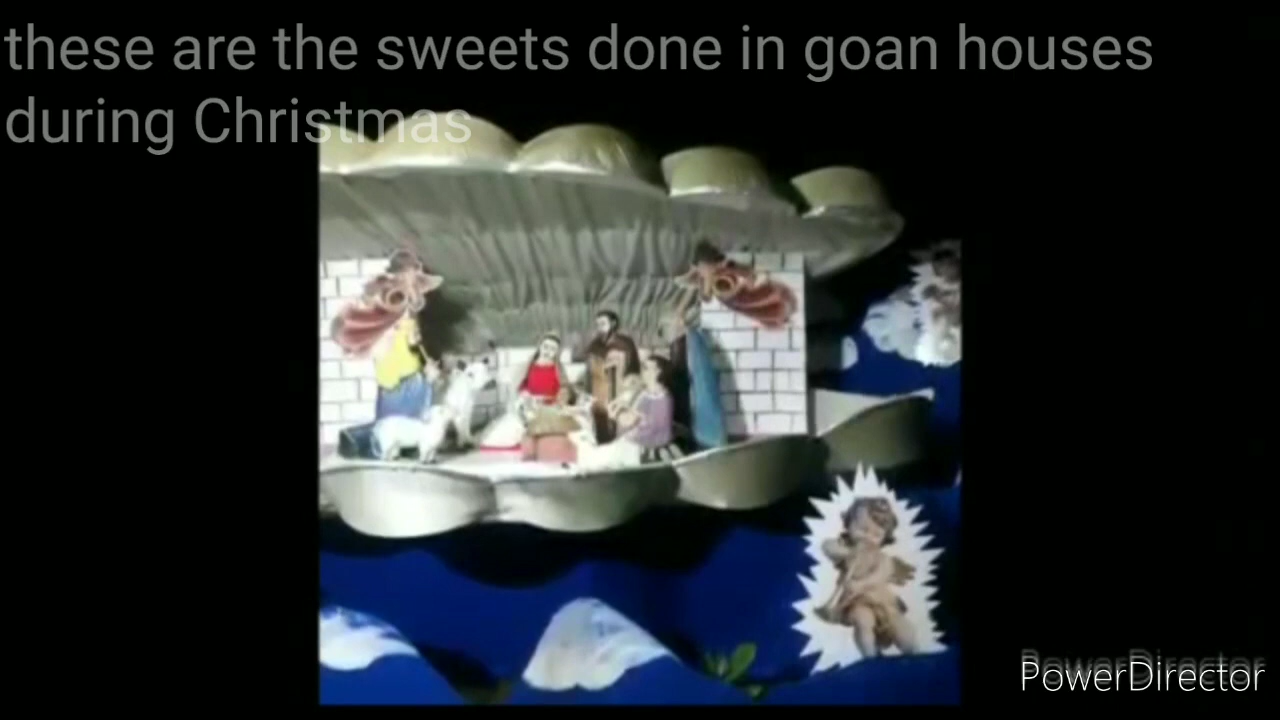 these are the sweets done in goan houses
during Christmas
PowerDirector